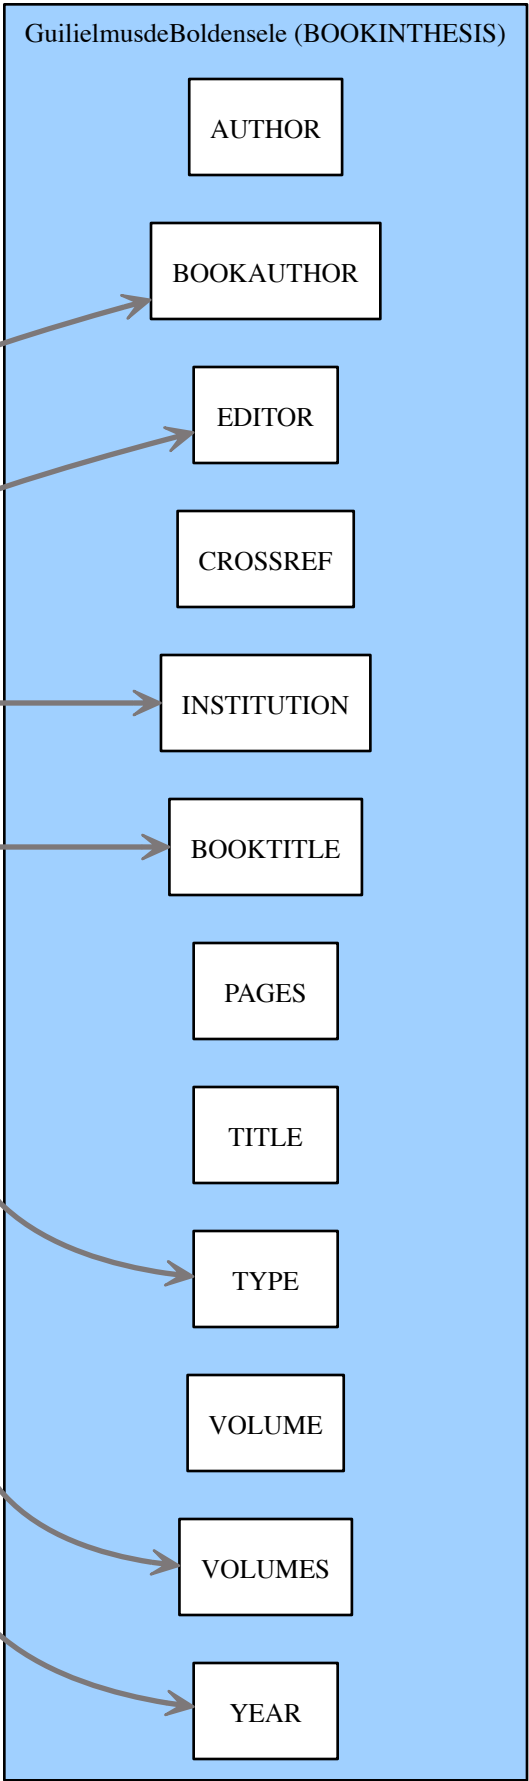 GuilielmusdeBoldensele (BOOKINTHESIS)
AUTHOR
BOOKAUTHOR
EDITOR
CROSSREF
INSTITUTION
BOOKTITLE
PAGES
TITLE
TYPE
VOLUME
VOLUMES
YEAR